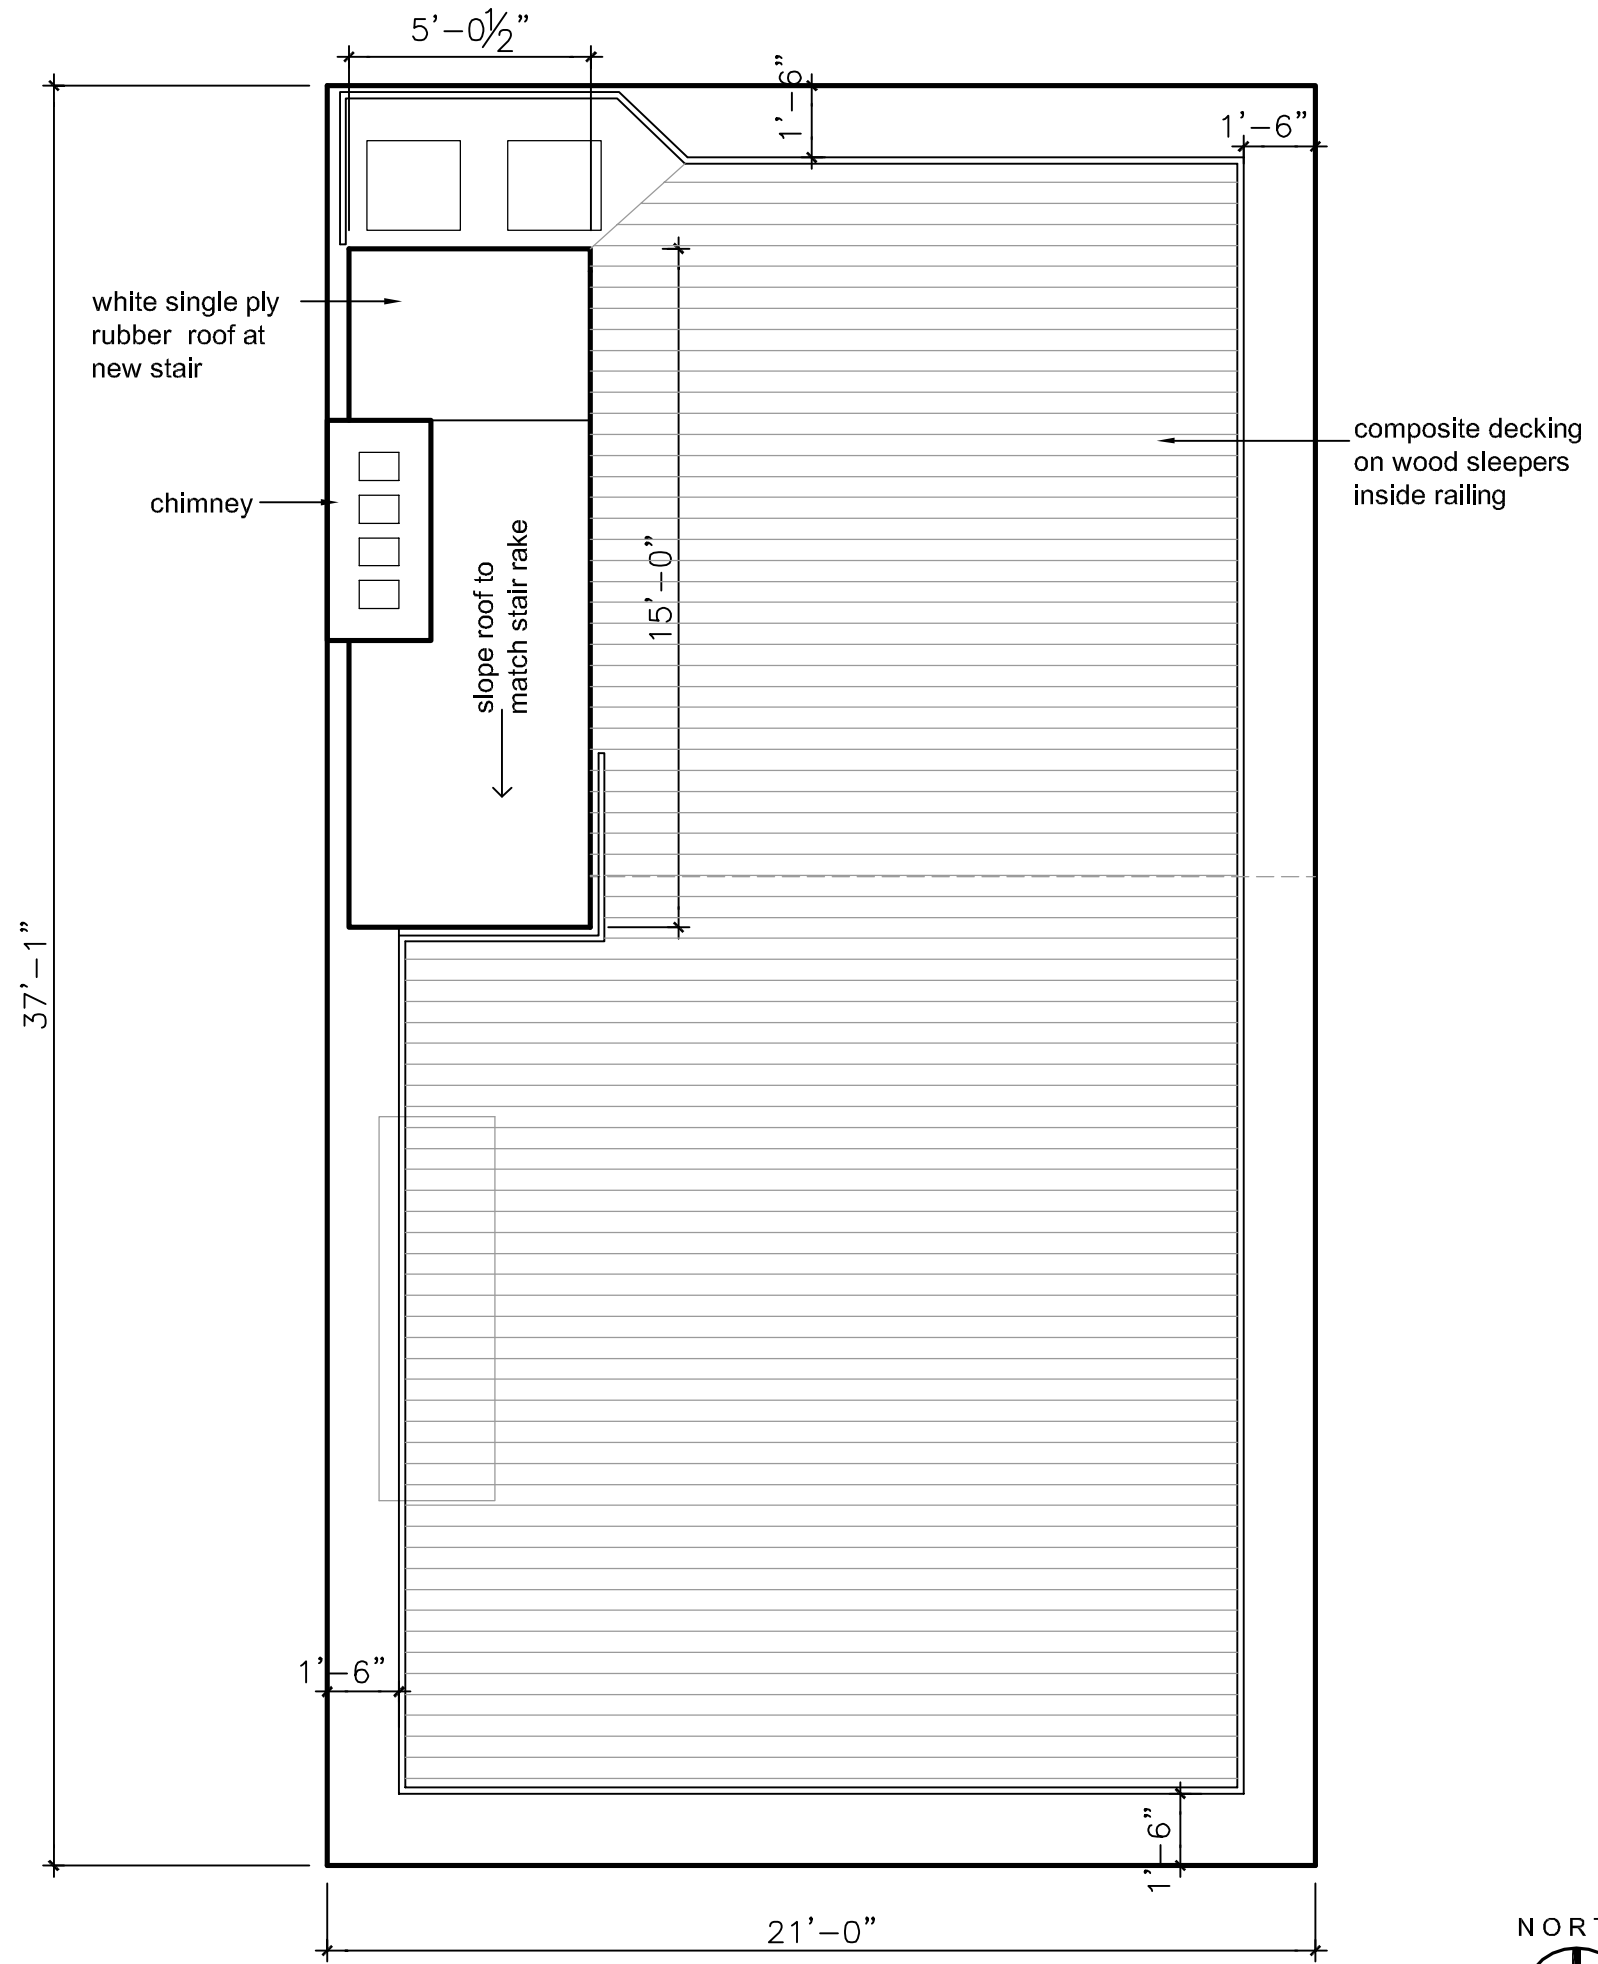 5'-0½"
1'-6"
1'-6"
white single ply
rubber roof at
new stair
composite decking
on wood sleepers
inside railing
chimney
slope roof to
match stair rake
15'-0"
37'-1"
1'-6"
1'-6"
21'-0"